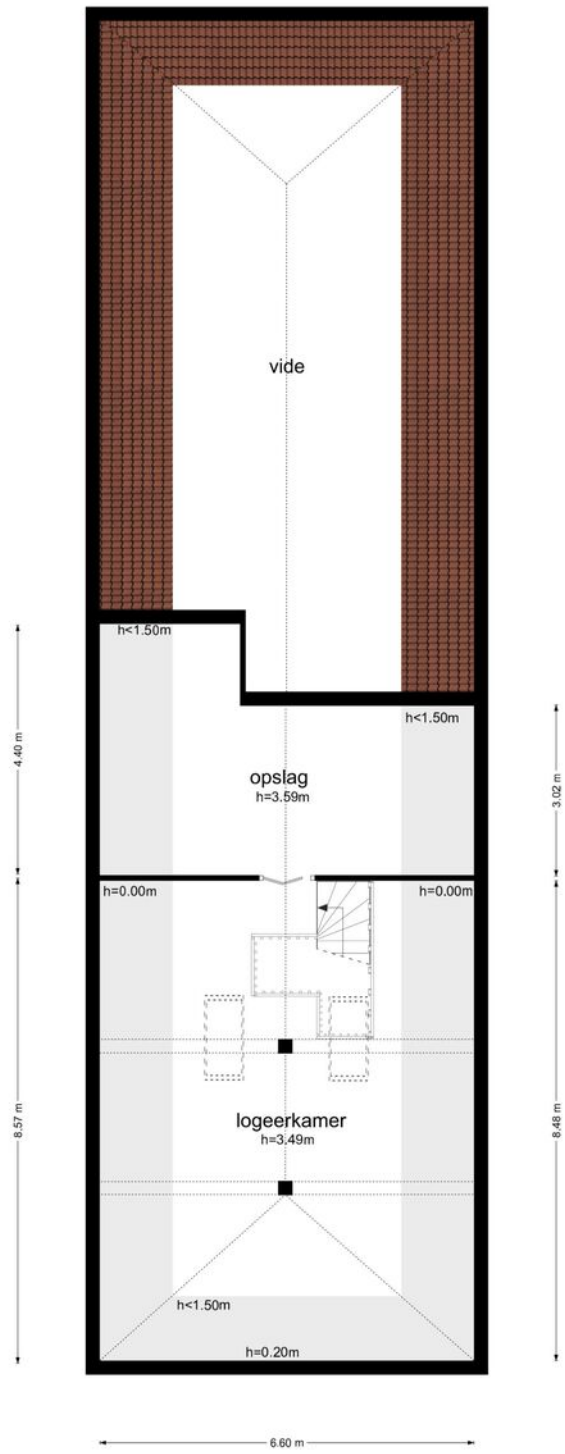 vide
h<1.50m
h<1.50m
4.40 m
3.02 m
opslag
h=3.59m
h=0.00m
h=0.00m
8.57 m
8.48 m
logeerkamer
h=3.49m
h<1.50m
h=0.20m
6.60 m